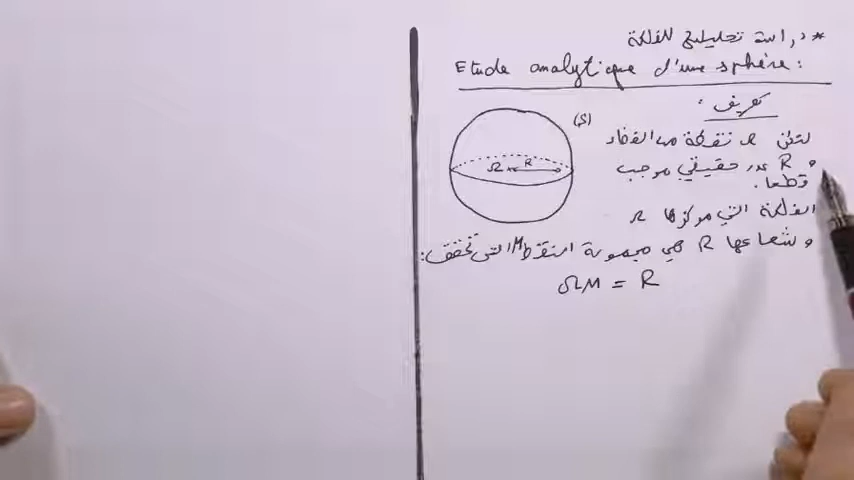 * دراسة تحليلية للفلكة
Etude analytique d'une sphère :
تعريف :
(S)
لتكن Ω نقطة من الفضاء
و R عدد حقيقي موجب
قطعا .
Ω R
الفلكة التي مركزها Ω
و شعاعها R هي مجموعة النقط M التي تحقق :
ΩM = R